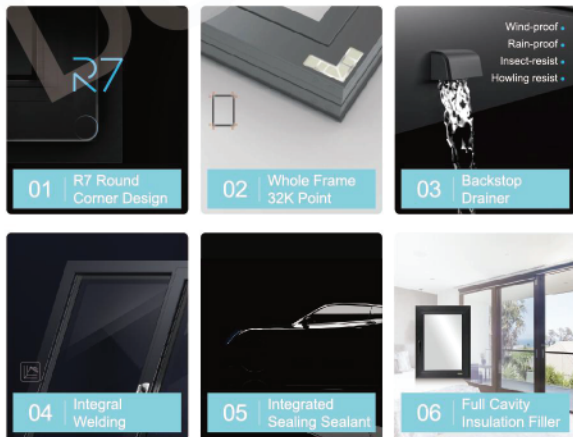 R7
01
R7 Round
Corner Design
02
Whole Frame
32K Point
Wind-proof
Rain-proof
Insect-resist
Howling resist
03
Backstop
Drainer
04
Integral
Welding
05
Integrated
Sealing Sealant
06
Full Cavity
Insulation Filler